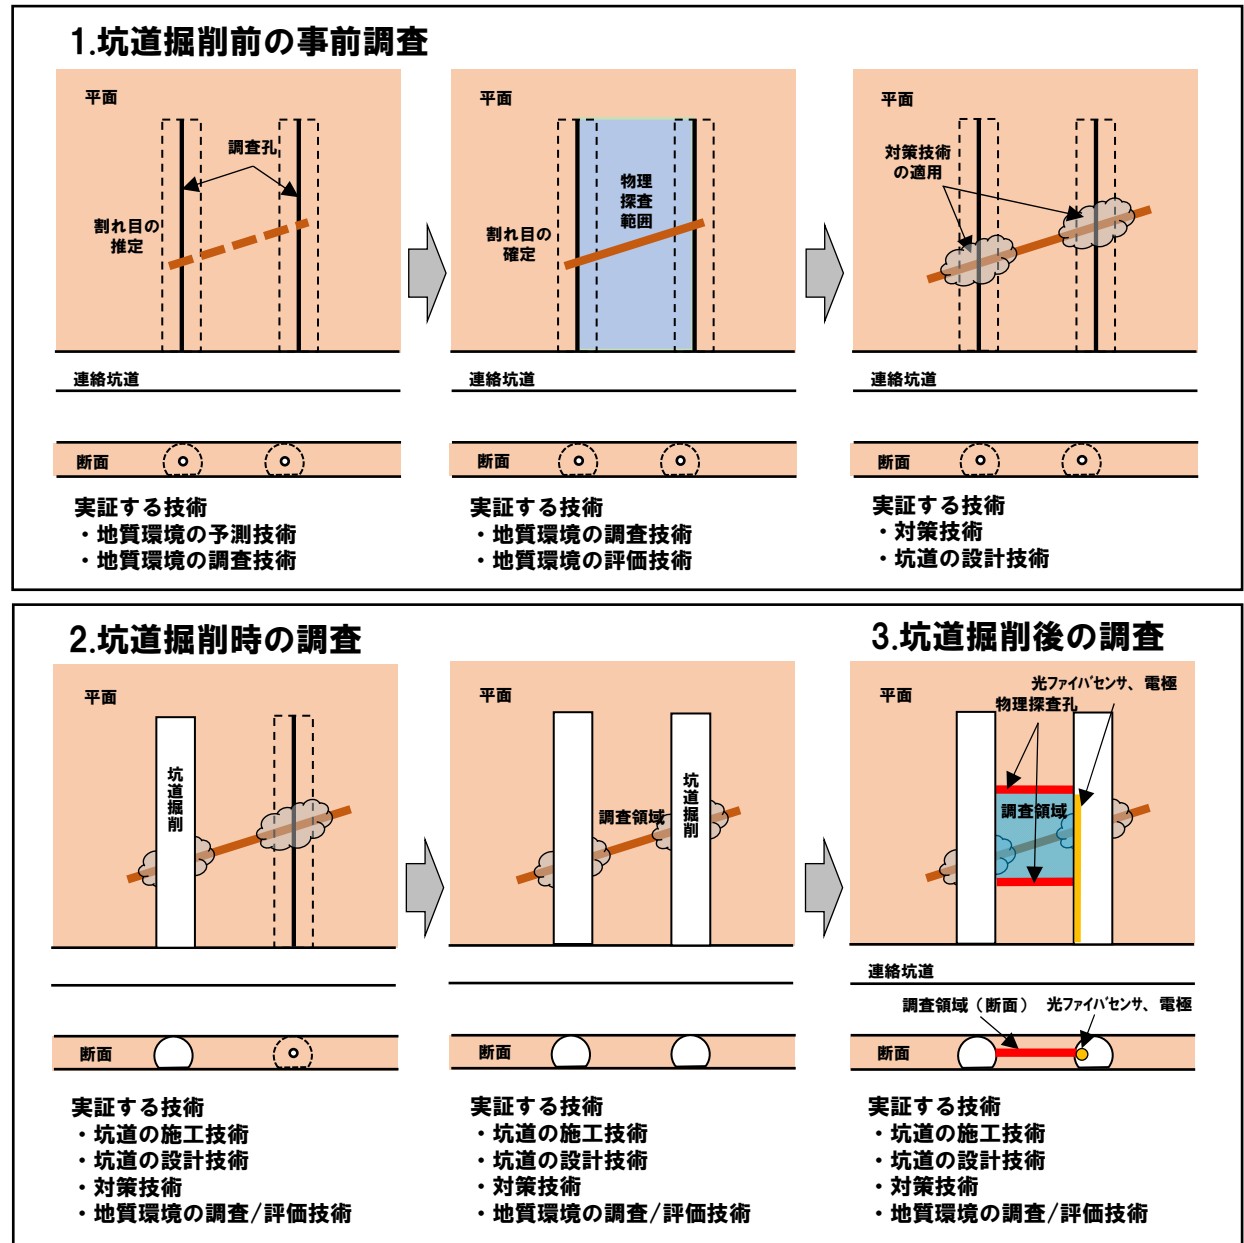 1.坑道掘削前の事前調査
平面
調査孔
割れ目の
推定
連絡坑道
断面
実証する技術
・地質環境の予測技術
・地質環境の調査技術
平面
物理
探査
範囲
割れ目の
確定
連絡坑道
断面
実証する技術
・地質環境の調査技術
・地質環境の評価技術
平面
対策技術
の適用
連絡坑道
断面
実証する技術
・対策技術
・坑道の設計技術
2.坑道掘削時の調査
平面
坑道掘削
断面
実証する技術
・坑道の施工技術
・坑道の設計技術
・対策技術
・地質環境の調査/評価技術
平面
調査領域
坑道掘削
断面
実証する技術
・坑道の施工技術
・坑道の設計技術
・対策技術
・地質環境の調査/評価技術
3.坑道掘削後の調査
平面
光ファイバセンサ、電極
物理探査孔
調査領域
連絡坑道
調査領域（断面）
光ファイバセンサ、電極
断面
実証する技術
・坑道の施工技術
・坑道の設計技術
・対策技術
・地質環境の調査/評価技術